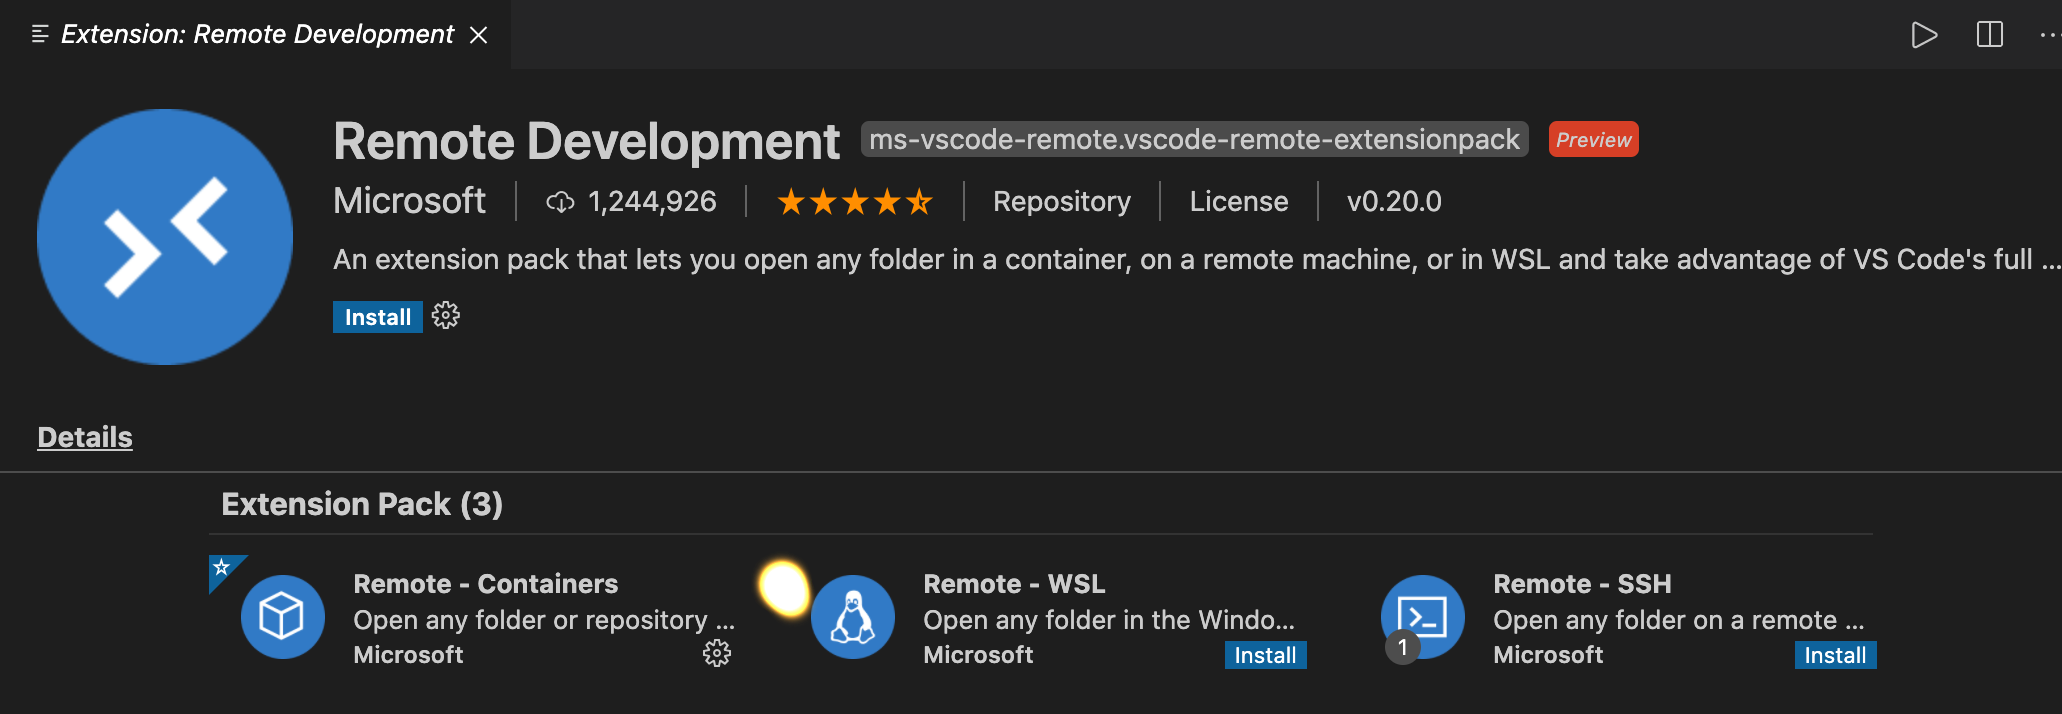 Extension: Remote Development
Remote Development ms-vscode-remote.vscode-remote-extensionpack Preview
Microsoft 1,244,926 Repository License v0.20.0
An extension pack that lets you open any folder in a container, on a remote machine, or in WSL and take advantage of VS Code's full ...
Install
Details
Extension Pack (3)
Remote - Containers
Open any folder or repository ...
Microsoft
Remote - WSL
Open any folder in the Windo...
Microsoft Install
Remote - SSH
Open any folder on a remote ...
1
Microsoft Install